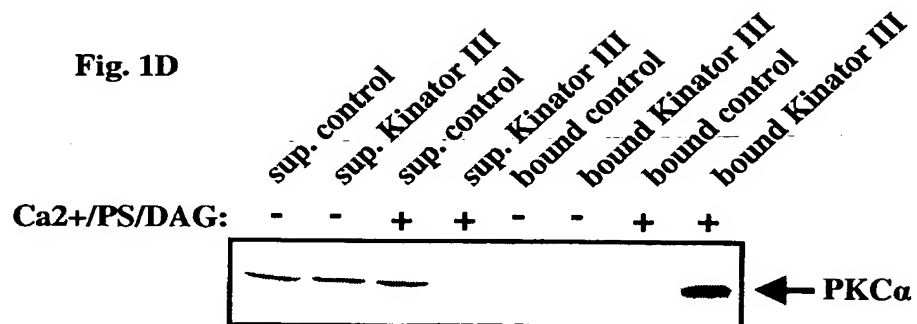 Fig. 1D
sup. control
sup. Kinator III
sup. control
sup. Kinator III
bound control
bound Kinator III
bound control
bound Kinator III
Ca2+/PS/DAG: - - + + - - + +
PKCα